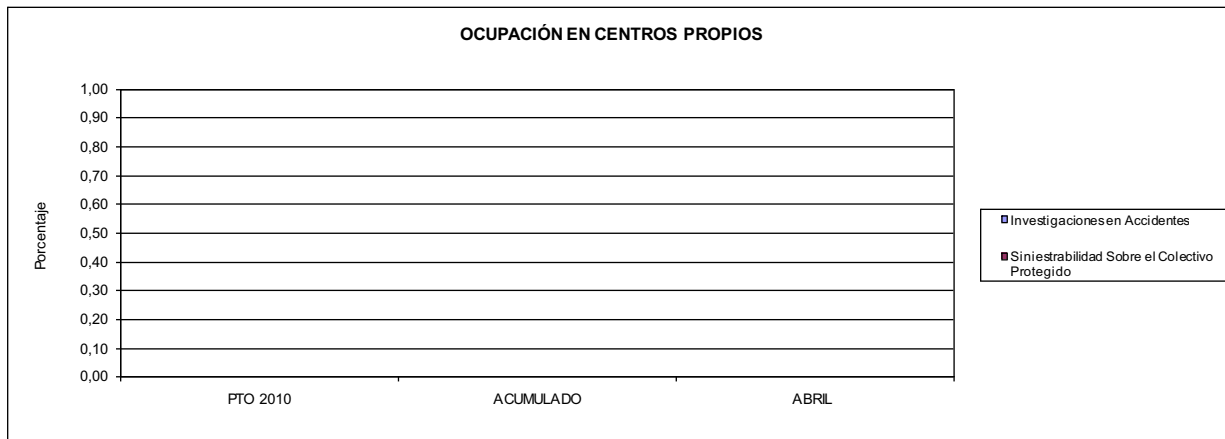 OCUPACIÓN EN CENTROS PROPIOS
1,00
0,90
0,80
0,70
0,60
0,50
0,40
0,30
0,20
0,10
0,00
Porcentaje
PTO 2010
ACUMULADO
ABRIL
Investigaciones en Accidentes
Siniestrabilidad Sobre el Colectivo
Protegido